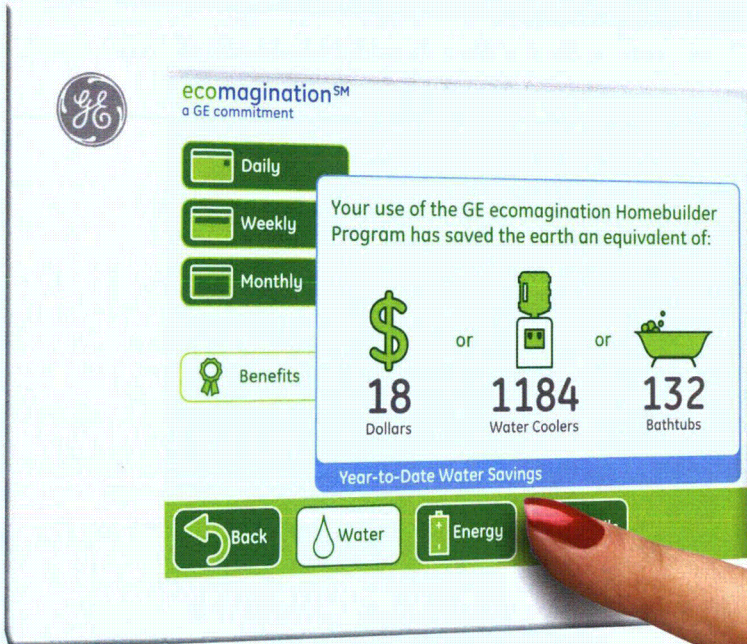 GE
ecomaginationSM
a GE commitment
Daily
Weekly
Monthly
Benefits
Your use of the GE ecomagination Homebuilder
Program has saved the earth an equivalent of:
$
or
or
18
1184
132
Dollars
Water Coolers
Bathtubs
Year-to-Date Water Savings
Back
Water
Energy